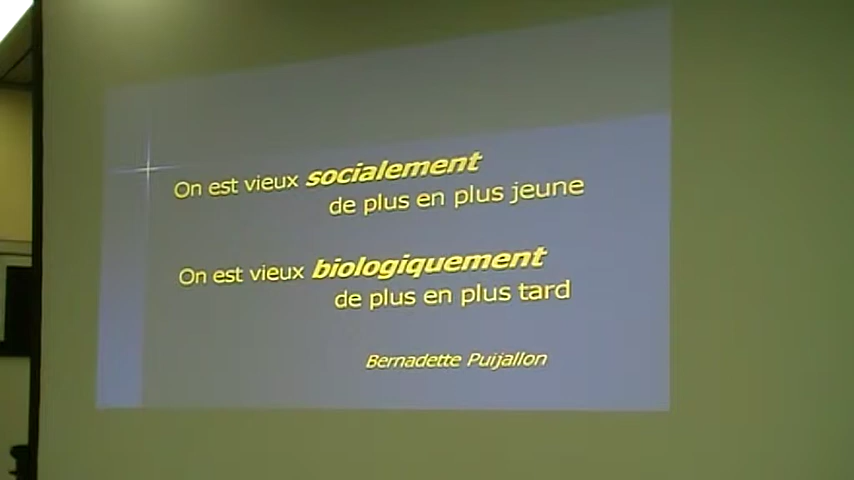 On est vieux socialement
de plus en plus jeune
On est vieux biologiquement
de plus en plus tard
Bernadette Puijallon